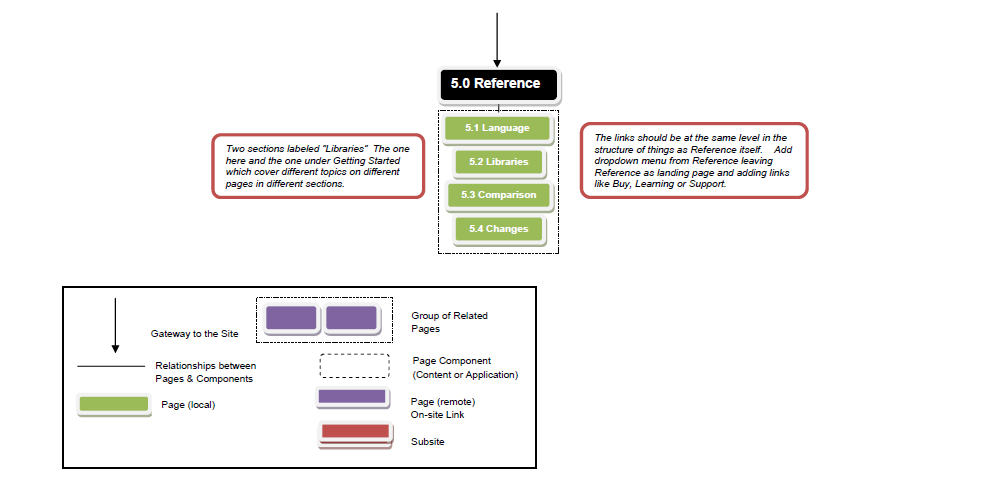 5.0 Reference
5.1 Language
5.2 Libraries
5.3 Comparison
5.4 Changes
Two sections labeled "Libraries" The one
here and the one under Getting Started
which cover different topics on different
pages in different sections.
The links should be at the same level in the
structure of things as Reference itself. Add
dropdown menu from Reference leaving
Reference as landing page and adding links
like Buy, Learning or Support.
Gateway to the Site
Relationships between
Pages & Components
Page (local)
Group of Related
Pages
Page Component
(Content or Application)
Page (remote)
On-site Link
Subsite